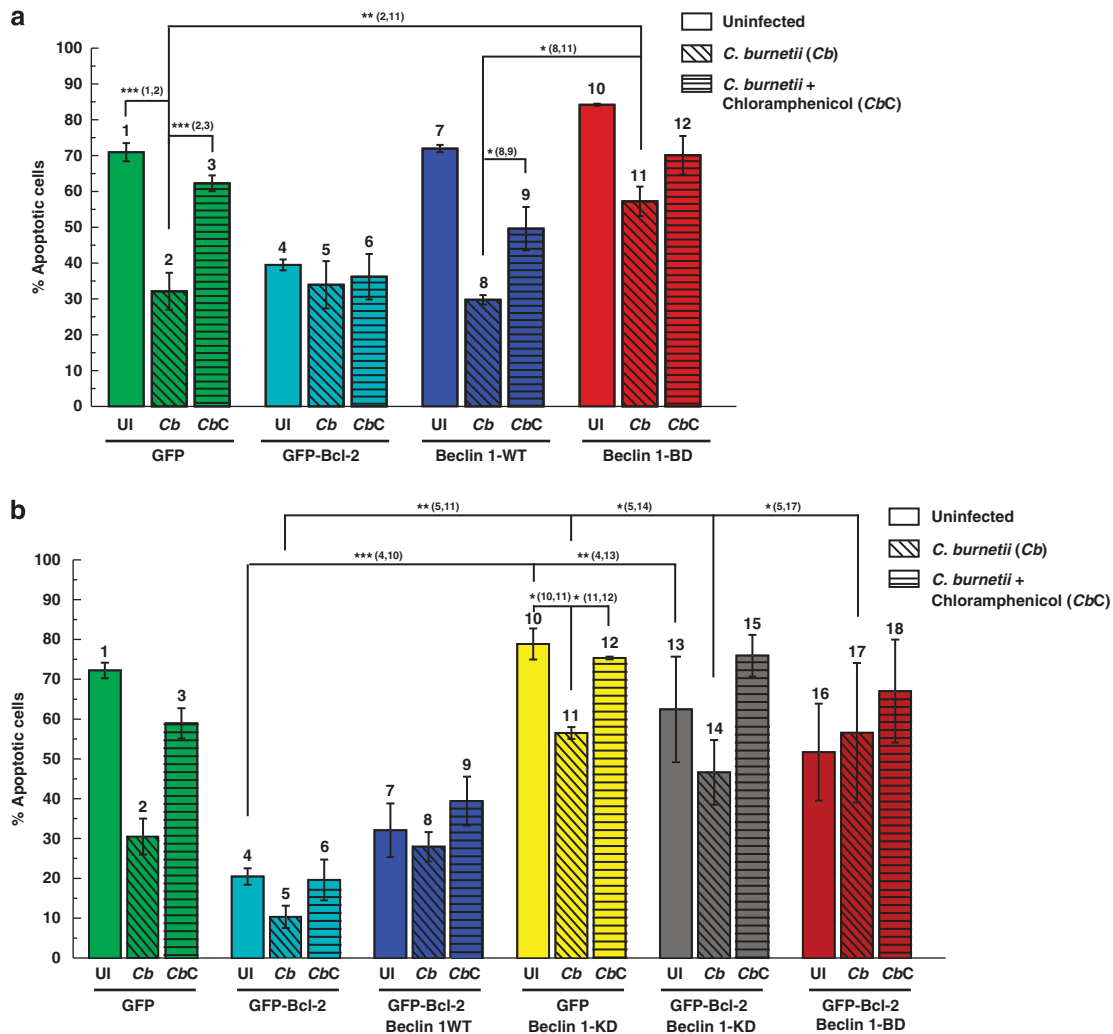 a
** (2,11)
* (8,11)
Uninfected
C. burnetii (Cb)
C. burnetii +
Chloramphenicol (CbC)
% Apoptotic cells
100
90
80
70
60
50
40
30
20
10
0
*** (1,2)
*** (2,3)
* (8,9)
1
2
3
4
5
6
7
8
9
10
11
12
UI Cb CbC UI Cb CbC UI Cb CbC UI Cb CbC
GFP GFP-Bcl-2 Beclin 1-WT Beclin 1-BD
b
** (5,11) * (5,14) * (5,17)
Uninfected
C. burnetii (Cb)
C. burnetii +
Chloramphenicol (CbC)
*** (4,10) ** (4,13)
* (10,11) * (11,12)
% Apoptotic cells
100
90
80
70
60
50
40
30
20
10
0
1
2
3
4
5
6
7
8
9
10
11
12
13
14
15
16
17
18
UI Cb CbC UI Cb CbC UI Cb CbC UI Cb CbC UI Cb CbC UI Cb CbC
GFP GFP-Bcl-2 GFP-Bcl-2 GFP GFP-Bcl-2 GFP-Bcl-2
Beclin 1WT Beclin 1-KD Beclin 1-KD Beclin 1-BD